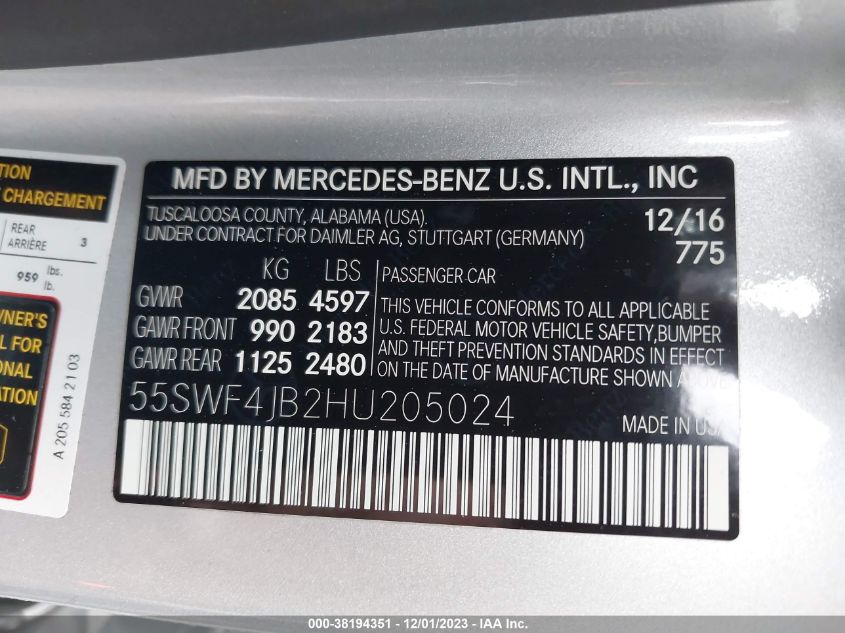 TION
CHARGEMENT
REAR
ARRIÈRE 3
959 lbs.
lb.
WNER'S
L FOR
IONAL
ATION
A 205 584 21 03
MFD BY MERCEDES-BENZ U.S. INTL., INC
TUSCALOOSA COUNTY, ALABAMA (USA). 12/16
UNDER CONTRACT FOR DAIMLER AG, STUTTGART (GERMANY) 775
KG LBS
GVWR 2085 4597
GAWR FRONT 990 2183
GAWR REAR 1125 2480
PASSENGER CAR
THIS VEHICLE CONFORMS TO ALL APPLICABLE
U.S. FEDERAL MOTOR VEHICLE SAFETY,BUMPER
AND THEFT PREVENTION STANDARDS IN EFFECT
ON THE DATE OF MANUFACTURE SHOWN ABOVE.
55SWF4JB2HU205024
MADE IN USA
000-38194351 - 12/01/2023 - IAA Inc.